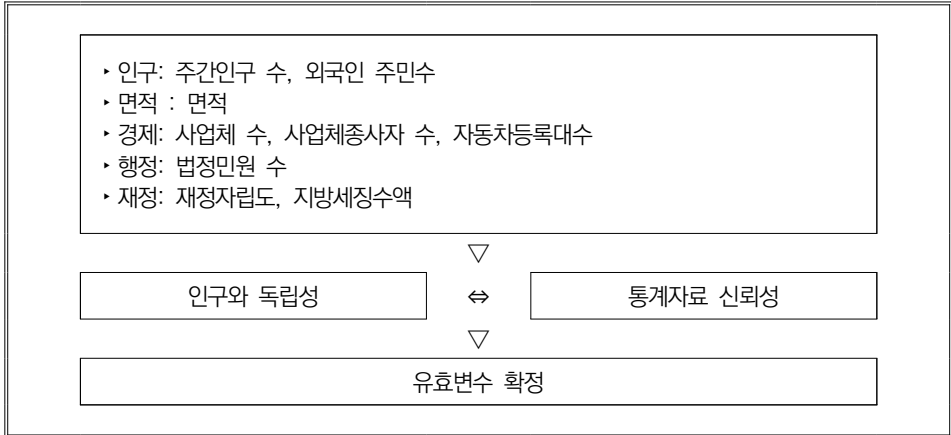 ‣인구: 주간인구 수, 외국인 주민수
‣면적 : 면적
‣경제: 사업체 수, 사업체종사자 수, 자동차등록대수
‣행정: 법정민원 수
‣재정: 재정자립도, 지방세징수액
▽
인구와 독립성 ⇔ 통계자료 신뢰성
▽
유효변수 확정